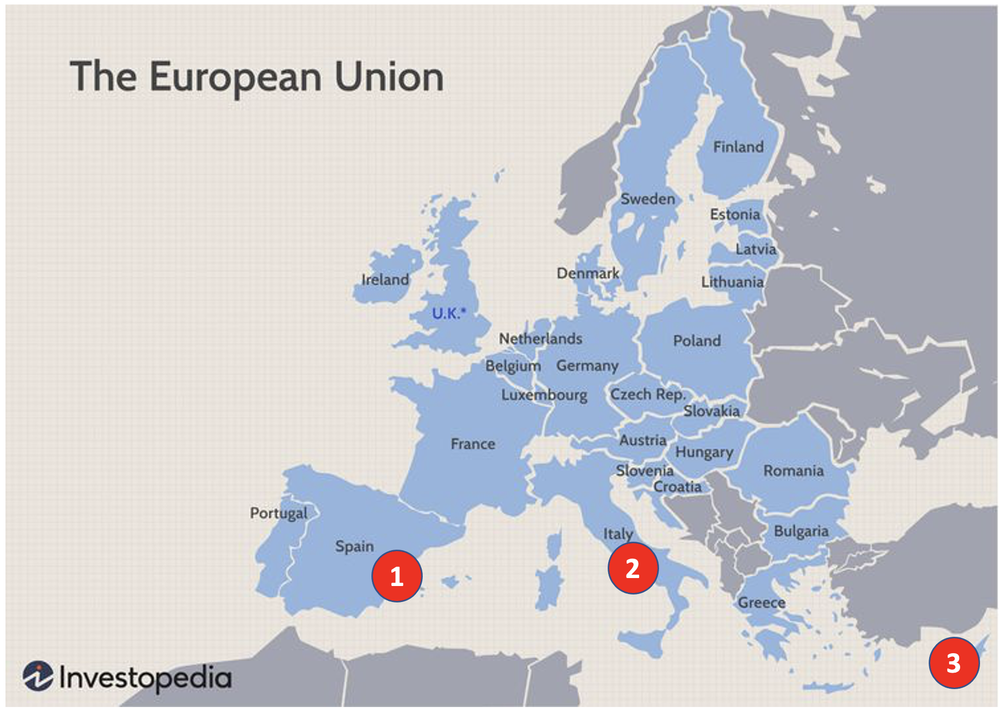 The European Union
Finland
Sweden
Estonia
Latvia
Denmark
Ireland
Lithuania
U.K.*
Netherlands
Poland
Belgium
Germany
Luxembourg
Czech Rep.
Slovakia
France
Austria
Hungary
Slovenia
Romania
Croatia
Portugal
Italy
Bulgaria
Spain
1
2
Greece
3
Investopedia